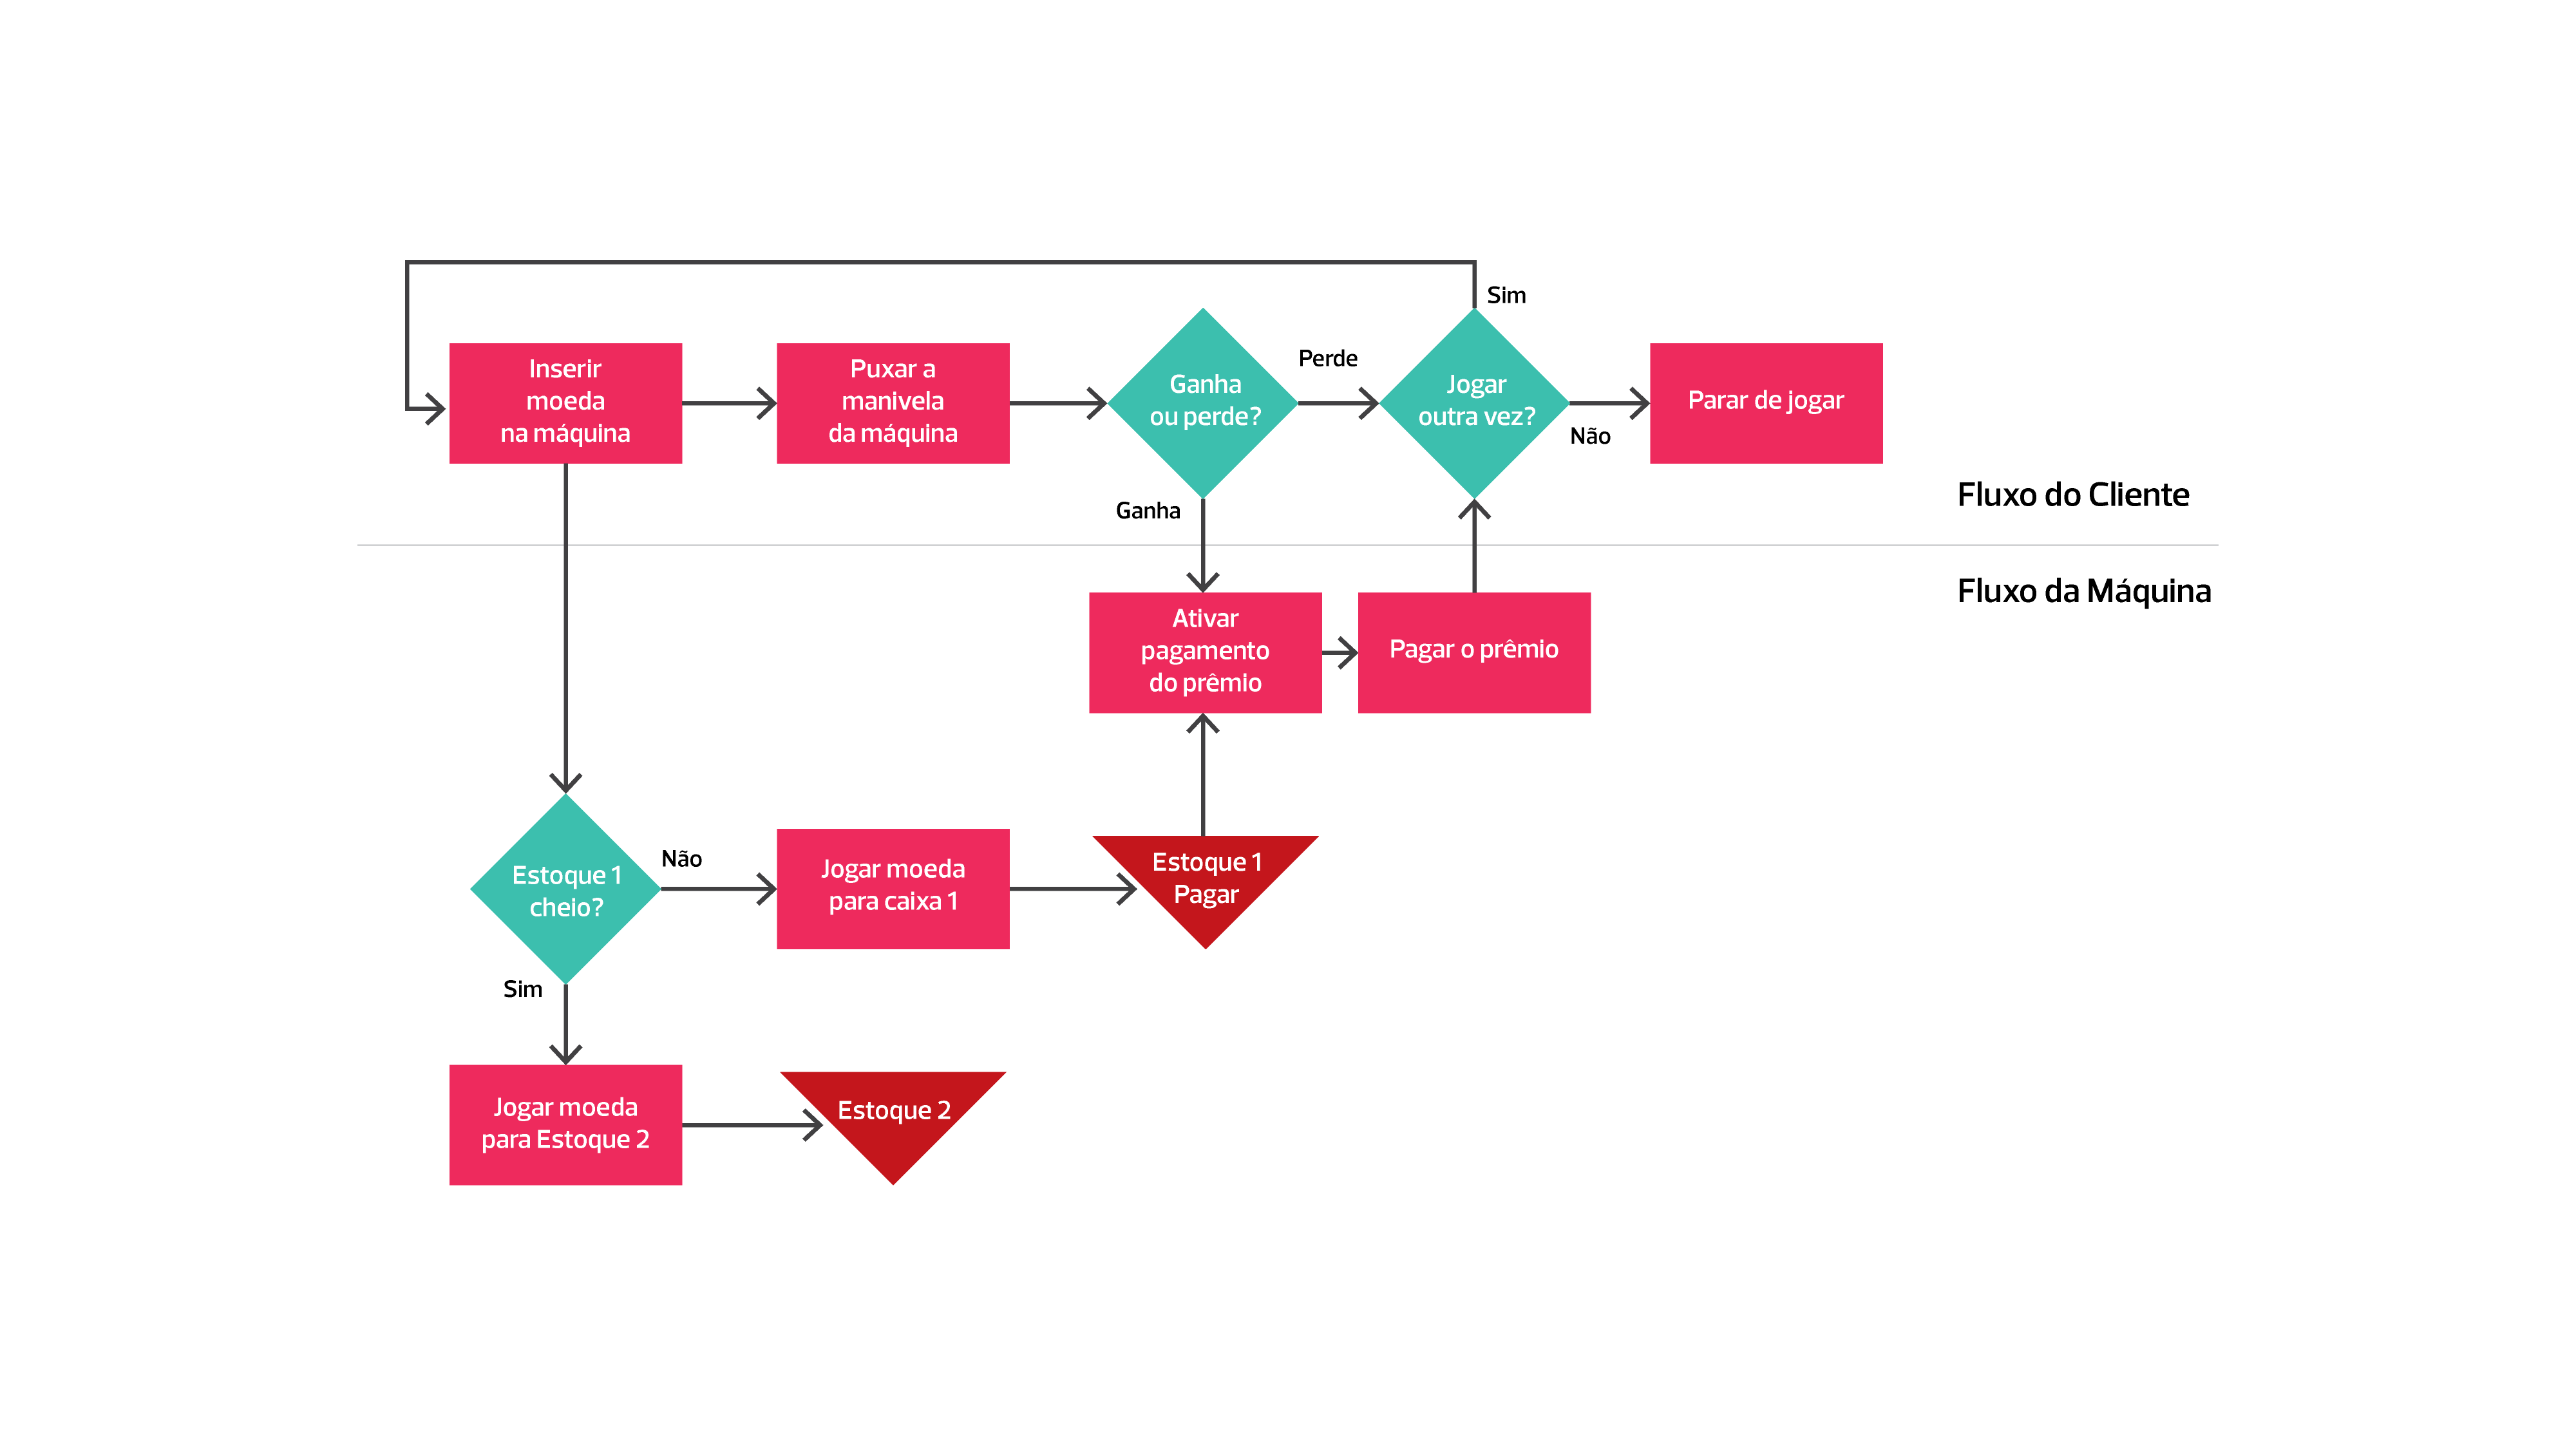 Sim
Inserir
moeda
na máquina
Puxar a
manivela
da máquina
Ganha
ou perde?
Perde
Jogar
outra vez?
Não
Parar de jogar
Ganha
Fluxo do Cliente
Fluxo da Máquina
Ativar
pagamento
do prêmio
Pagar o prêmio
Estoque 1
cheio?
Não
Jogar moeda
para caixa 1
Estoque 1
Pagar
Sim
Jogar moeda
para Estoque 2
Estoque 2